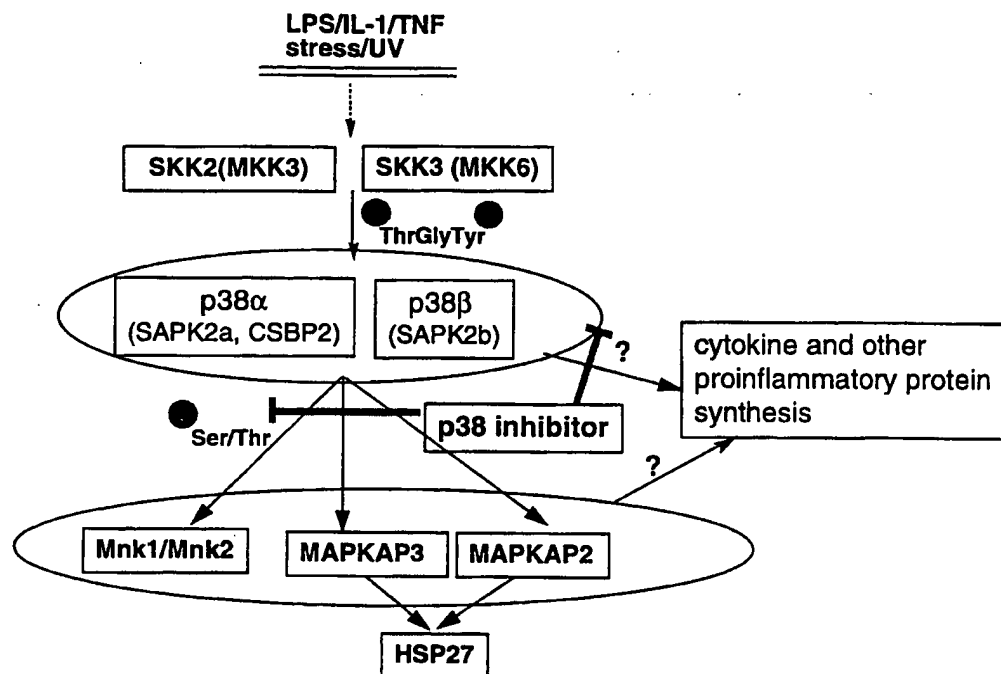 LPS/IL-1/TNF
stress/UV
SKK2(MKK3)
SKK3 (MKK6)
ThrGlyTyr
p38α
(SAPK2a, CSBP2)
p38β
(SAPK2b)
?
cytokine and other
proinflammatory protein
synthesis
p38 inhibitor
Ser/Thr
?
Mnk1/Mnk2
MAPKAP3
MAPKAP2
HSP27